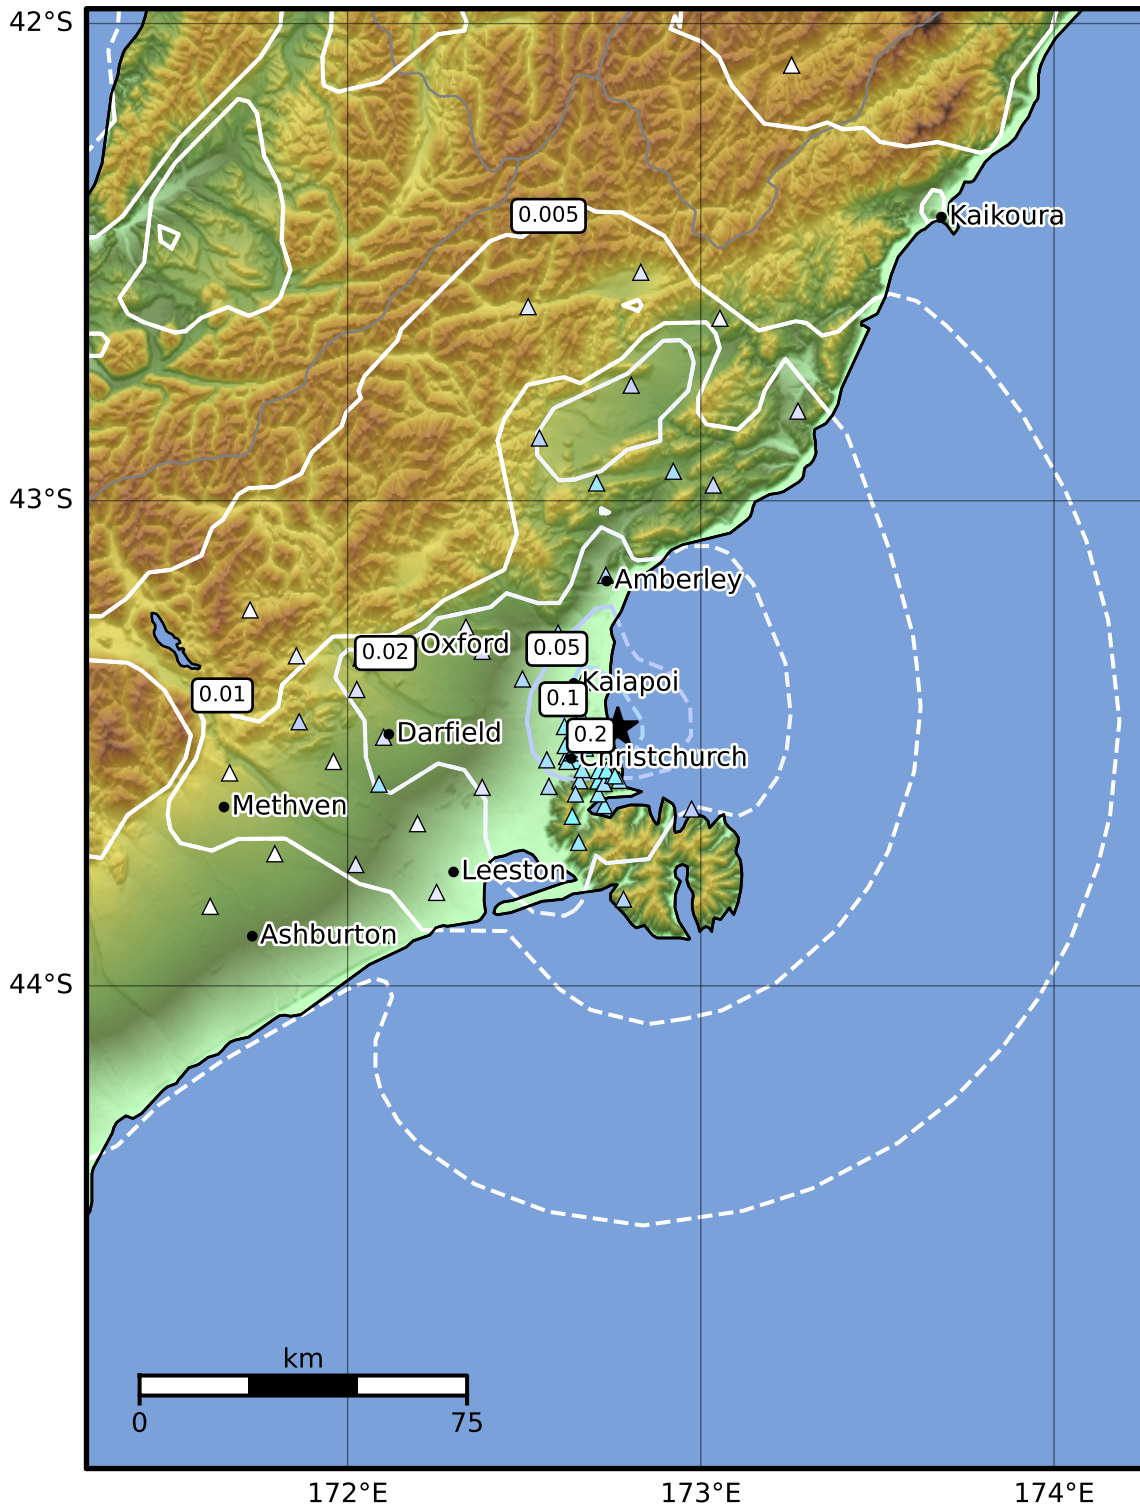 42°S
0.005
Kaikoura
43°S
Amberley
Oxford
0.02
0.05
Kaiapoi
0.01
0.1
Darfield
0.2
Christchurch
Methven
Leeston
Ashburton
44°S
km
0 75
172°E 173°E 174°E